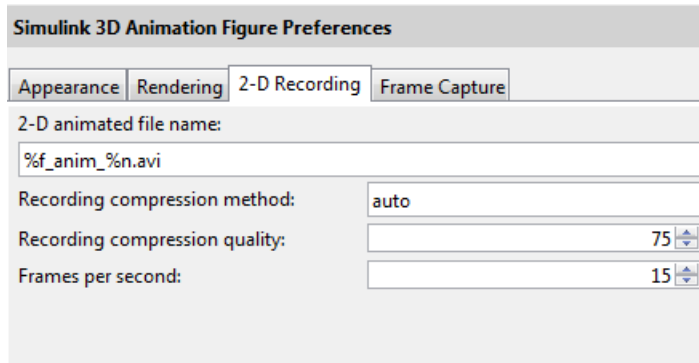 Simulink 3D Animation Figure Preferences
Appearance Rendering 2-D Recording Frame Capture
2-D animated file name:
%f_anim_%n.avi
Recording compression method: auto
Recording compression quality: 75
Frames per second: 15